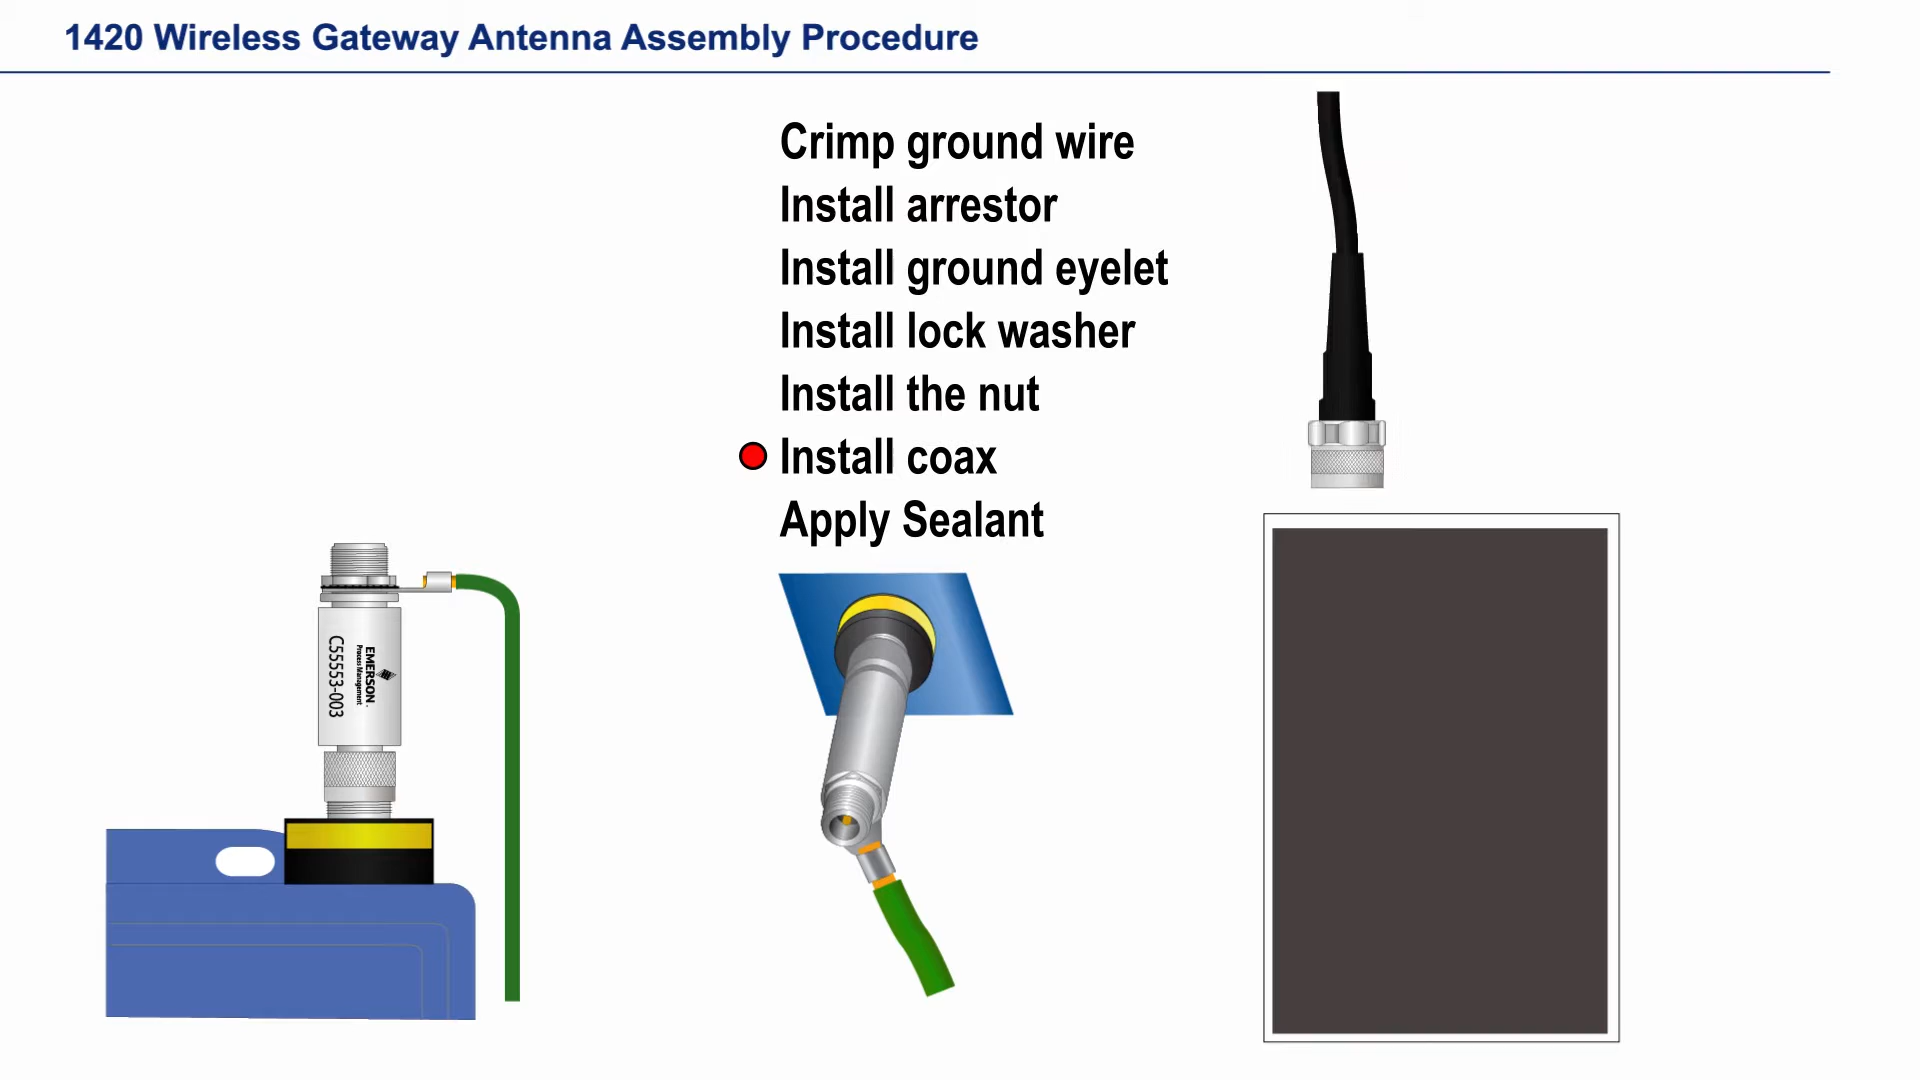 1420 Wireless Gateway Antenna Assembly Procedure
Crimp ground wire
Install arrestor
Install ground eyelet
Install lock washer
Install the nut
Install coax
Apply Sealant
EMERSON.
Process Management
C55553-003